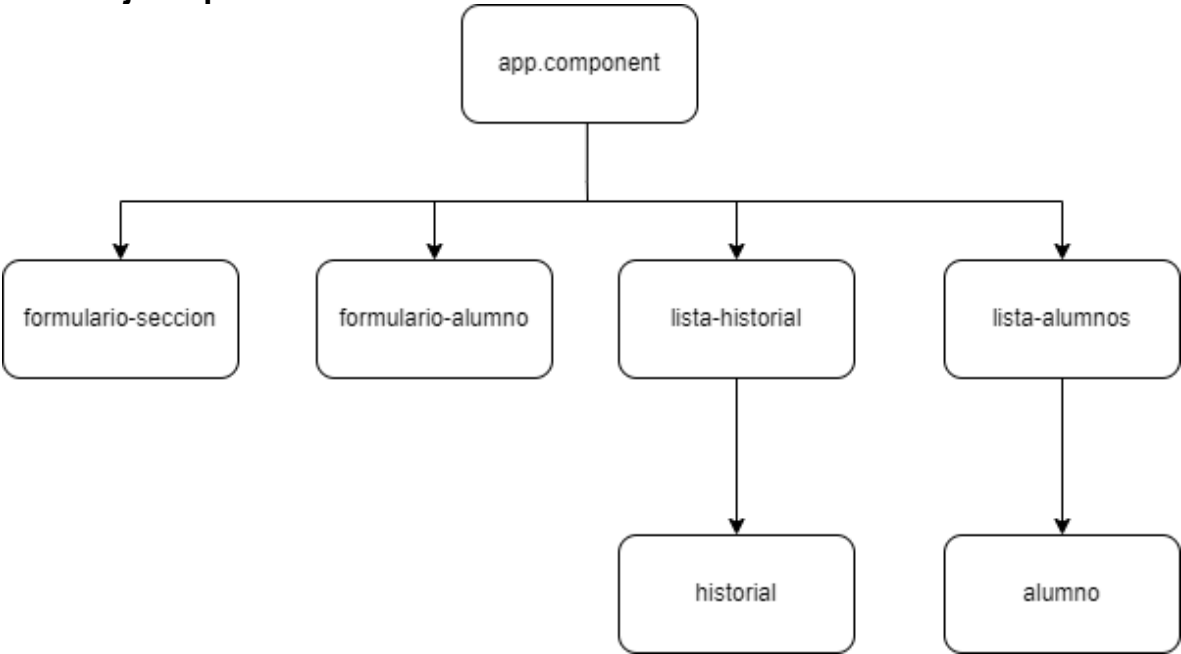 app.component
formulario-seccion
formulario-alumno
lista-historial
lista-alumnos
historial
alumno